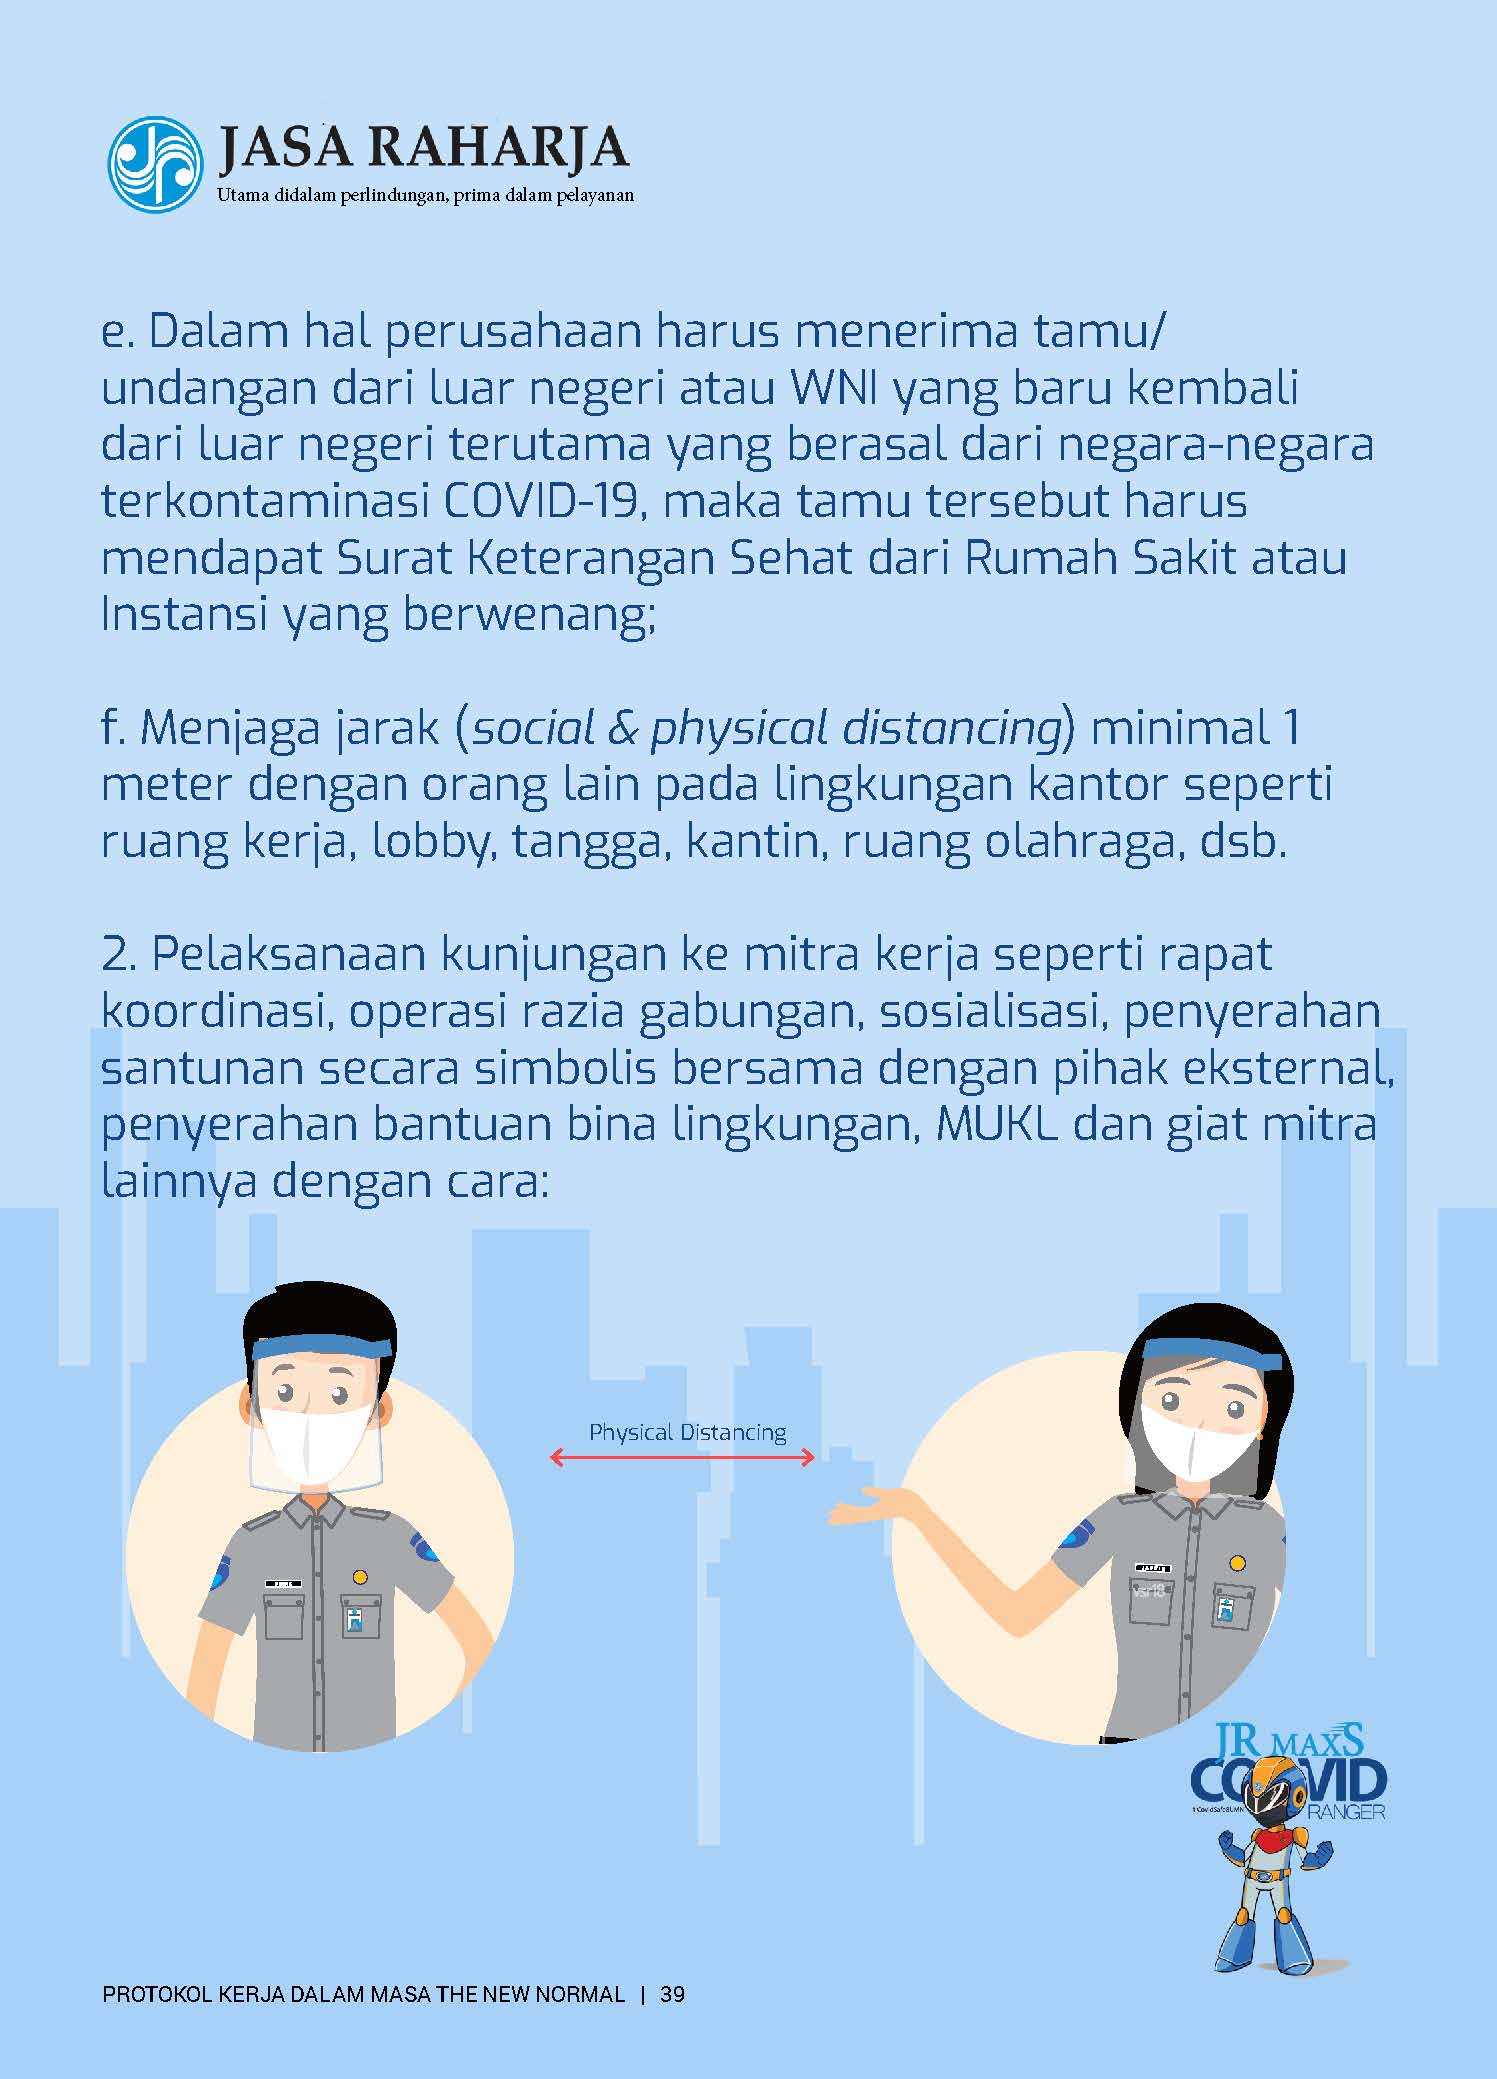 JASA RAHARJA
Utama didalam perlindungan, prima dalam pelayanan
e. Dalam hal perusahaan harus menerima tamu/
undangan dari luar negeri atau WNI yang baru kembali
dari luar negeri terutama yang berasal dari negara-negara
terkontaminasi COVID-19, maka tamu tersebut harus
mendapat Surat Keterangan Sehat dari Rumah Sakit atau
Instansi yang berwenang;
f. Menjaga jarak (social & physical distancing) minimal 1
meter dengan orang lain pada lingkungan kantor seperti
ruang kerja, lobby, tangga, kantin, ruang olahraga, dsb.
2. Pelaksanaan kunjungan ke mitra kerja seperti rapat
koordinasi, operasi razia gabungan, sosialisasi, penyerahan
santunan secara simbolis bersama dengan pihak eksternal,
penyerahan bantuan bina lingkungan, MUKL dan giat mitra
lainnya dengan cara:
Physical Distancing
vsr18
JR MAXS
COVID
#CovidSafeBUMN
RANGER
PROTOKOL KERJA DALAM MASA THE NEW NORMAL | 39